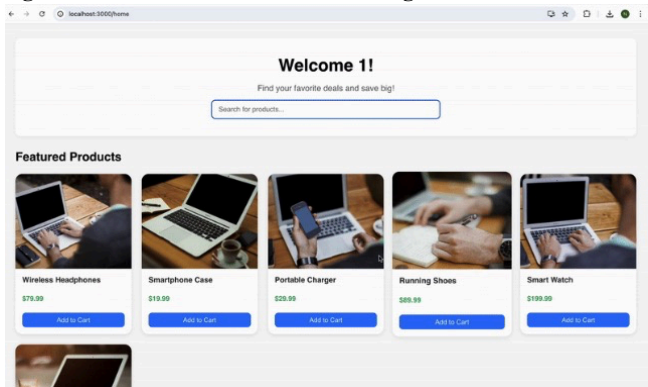 localhost:3000/home
Welcome 1!
Find your favorite deals and save big!
Search for products...
Featured Products
Wireless Headphones
$79.99
Add to Cart
Smartphone Case
$19.99
Add to Cart
Portable Charger
$29.99
Add to Cart
Running Shoes
$89.99
Add to Cart
Smart Watch
$199.99
Add to Cart